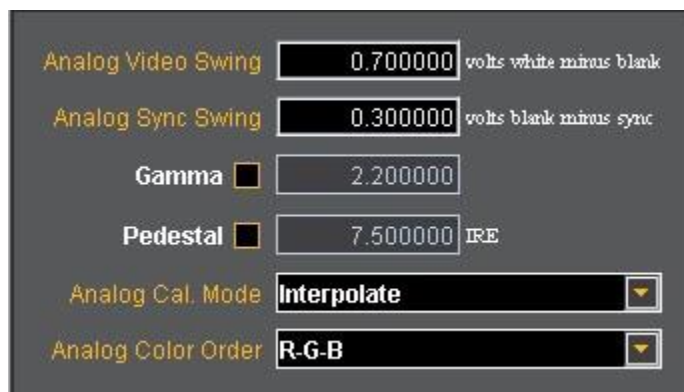 Analog Video Swing 0.700000 volts white minus blank
Analog Sync Swing 0.300000 volts blank minus sync
Gamma 2.200000
Pedestal 7.500000 IRE
Analog Cal. Mode Interpolate
Analog Color Order R-G-B